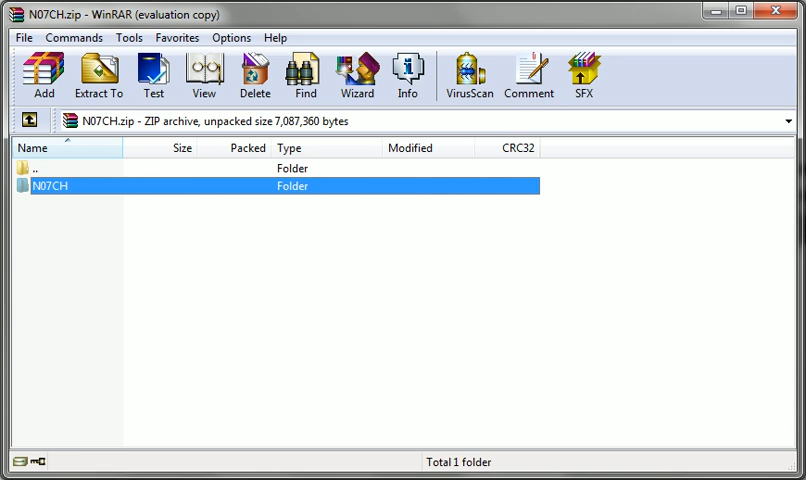 N07CH.zip - WinRAR (evaluation copy)
File Commands Tools Favorites Options Help
Add Extract To Test View Delete Find Wizard Info VirusScan Comment SFX
N07CH.zip - ZIP archive, unpacked size 7,087,360 bytes
Name Size Packed Type Modified CRC32
.. Folder
N07CH Folder
Total 1 folder